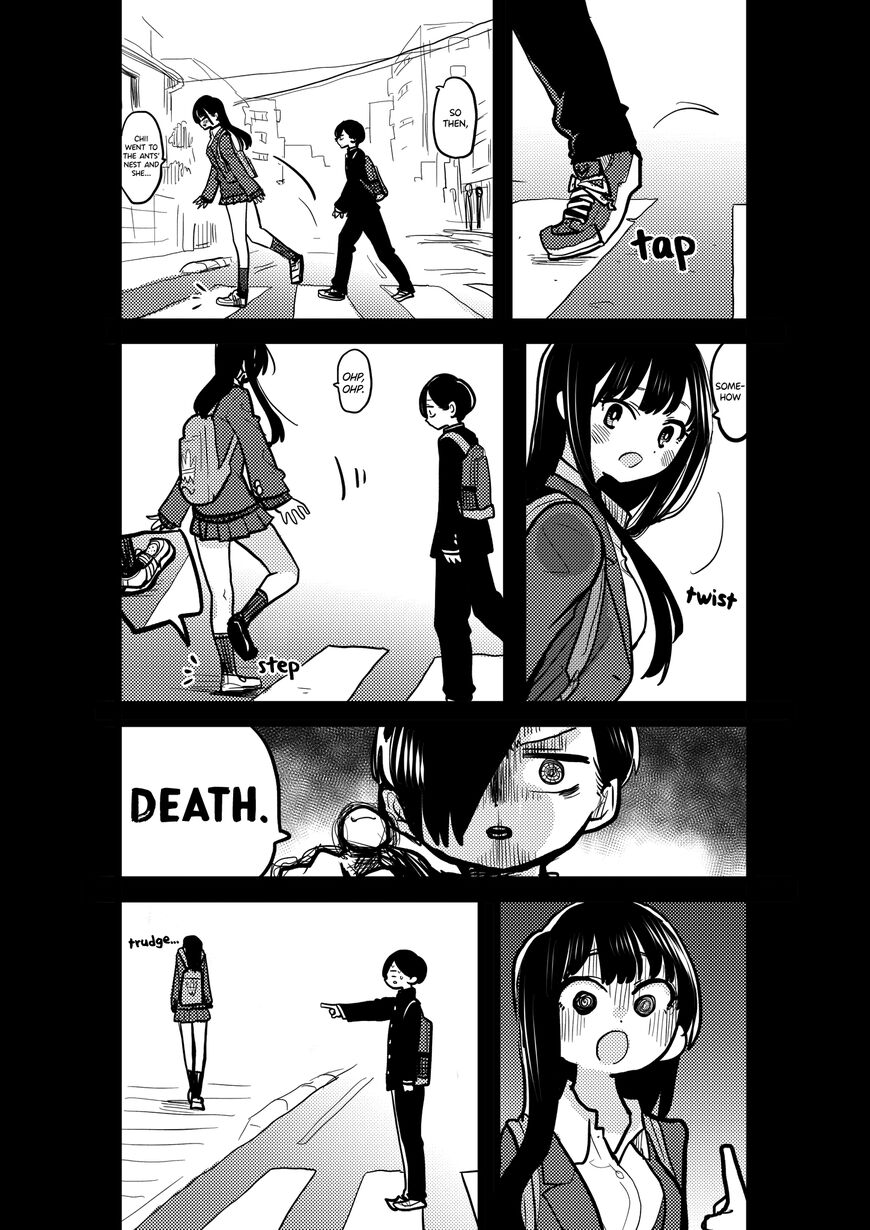 SO
THEN,
tap
CHI!
WENT TO
THE ANTS'
NEST AND
SHE...
SOME-
HOW
twist
OHP,
OHP.
step
DEATH.
trudge...